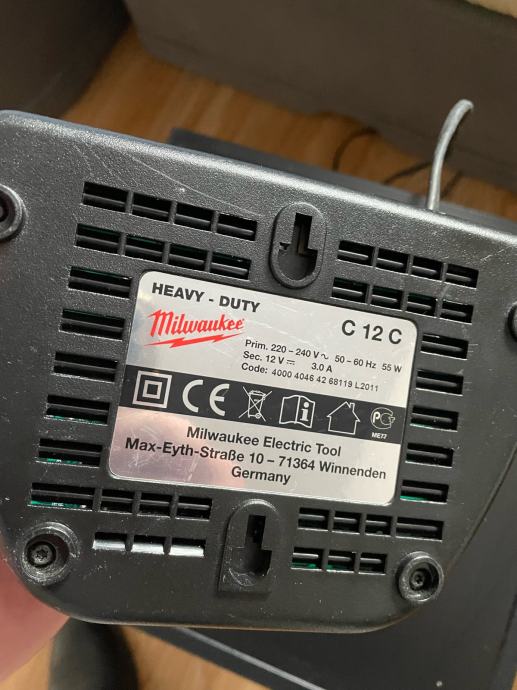 HEAVY - DUTY
Milwaukee
C 12 C
Prim. 220 – 240 V ~ 50 – 60 Hz 55 W
Sec. 12 V ⎓ 3.0 A
Code: 4000 4046 42 68119 L2011
CE
i
PC
ME77
Milwaukee Electric Tool
Max-Eyth-Straße 10 – 71364 Winnenden
Germany